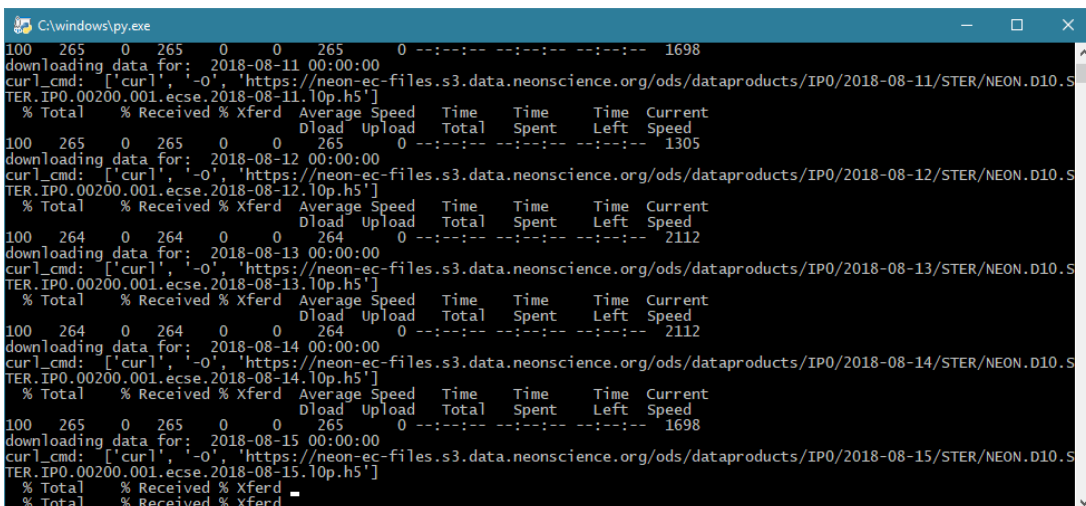 C:\windows\py.exe
100   265    0   265    0     0    265      0 --:--:-- --:--:-- --:--:--  1698
downloading data for:  2018-08-11 00:00:00
curl_cmd:  ['curl', '-O', 'https://neon-ec-files.s3.data.neonscience.org/ods/dataproducts/IP0/2018-08-11/STER/NEON.D10.S
TER.IP0.00200.001.ecse.2018-08-11.l0p.h5']
  % Total    % Received % Xferd  Average Speed   Time    Time     Time  Current
                                 Dload  Upload   Total   Spent    Left  Speed
100   265    0   265    0     0    265      0 --:--:-- --:--:-- --:--:--  1305
downloading data for:  2018-08-12 00:00:00
curl_cmd:  ['curl', '-O', 'https://neon-ec-files.s3.data.neonscience.org/ods/dataproducts/IP0/2018-08-12/STER/NEON.D10.S
TER.IP0.00200.001.ecse.2018-08-12.l0p.h5']
  % Total    % Received % Xferd  Average Speed   Time    Time     Time  Current
                                 Dload  Upload   Total   Spent    Left  Speed
100   264    0   264    0     0    264      0 --:--:-- --:--:-- --:--:--  2112
downloading data for:  2018-08-13 00:00:00
curl_cmd:  ['curl', '-O', 'https://neon-ec-files.s3.data.neonscience.org/ods/dataproducts/IP0/2018-08-13/STER/NEON.D10.S
TER.IP0.00200.001.ecse.2018-08-13.l0p.h5']
  % Total    % Received % Xferd  Average Speed   Time    Time     Time  Current
                                 Dload  Upload   Total   Spent    Left  Speed
100   264    0   264    0     0    264      0 --:--:-- --:--:-- --:--:--  2112
downloading data for:  2018-08-14 00:00:00
curl_cmd:  ['curl', '-O', 'https://neon-ec-files.s3.data.neonscience.org/ods/dataproducts/IP0/2018-08-14/STER/NEON.D10.S
TER.IP0.00200.001.ecse.2018-08-14.l0p.h5']
  % Total    % Received % Xferd  Average Speed   Time    Time     Time  Current
                                 Dload  Upload   Total   Spent    Left  Speed
100   265    0   265    0     0    265      0 --:--:-- --:--:-- --:--:--  1698
downloading data for:  2018-08-15 00:00:00
curl_cmd:  ['curl', '-O', 'https://neon-ec-files.s3.data.neonscience.org/ods/dataproducts/IP0/2018-08-15/STER/NEON.D10.S
TER.IP0.00200.001.ecse.2018-08-15.l0p.h5']
  % Total    % Received % Xferd
  % Total    % Received % Xferd